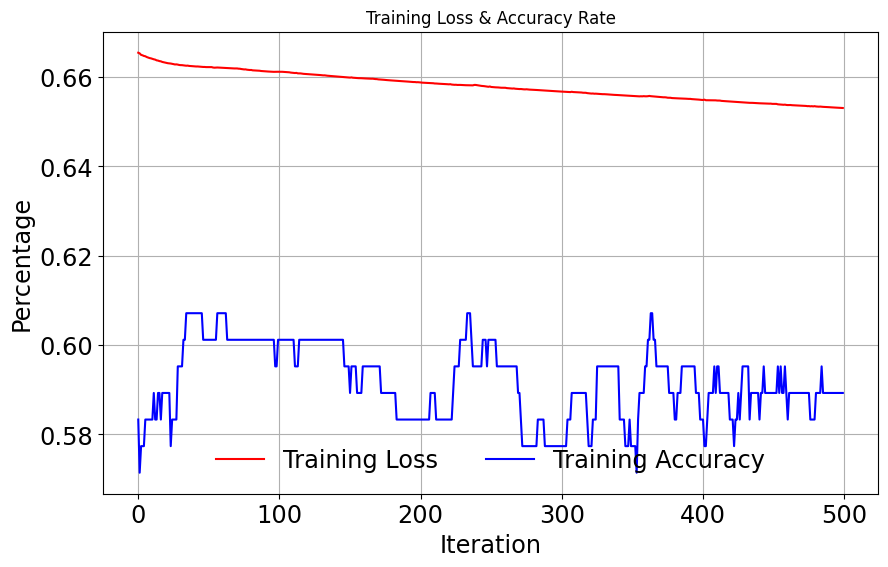 Training Loss & Accuracy Rate
Percentage
0.66
0.64
0.62
0.60
0.58
Training Loss
Training Accuracy
0 100 200 300 400 500
Iteration